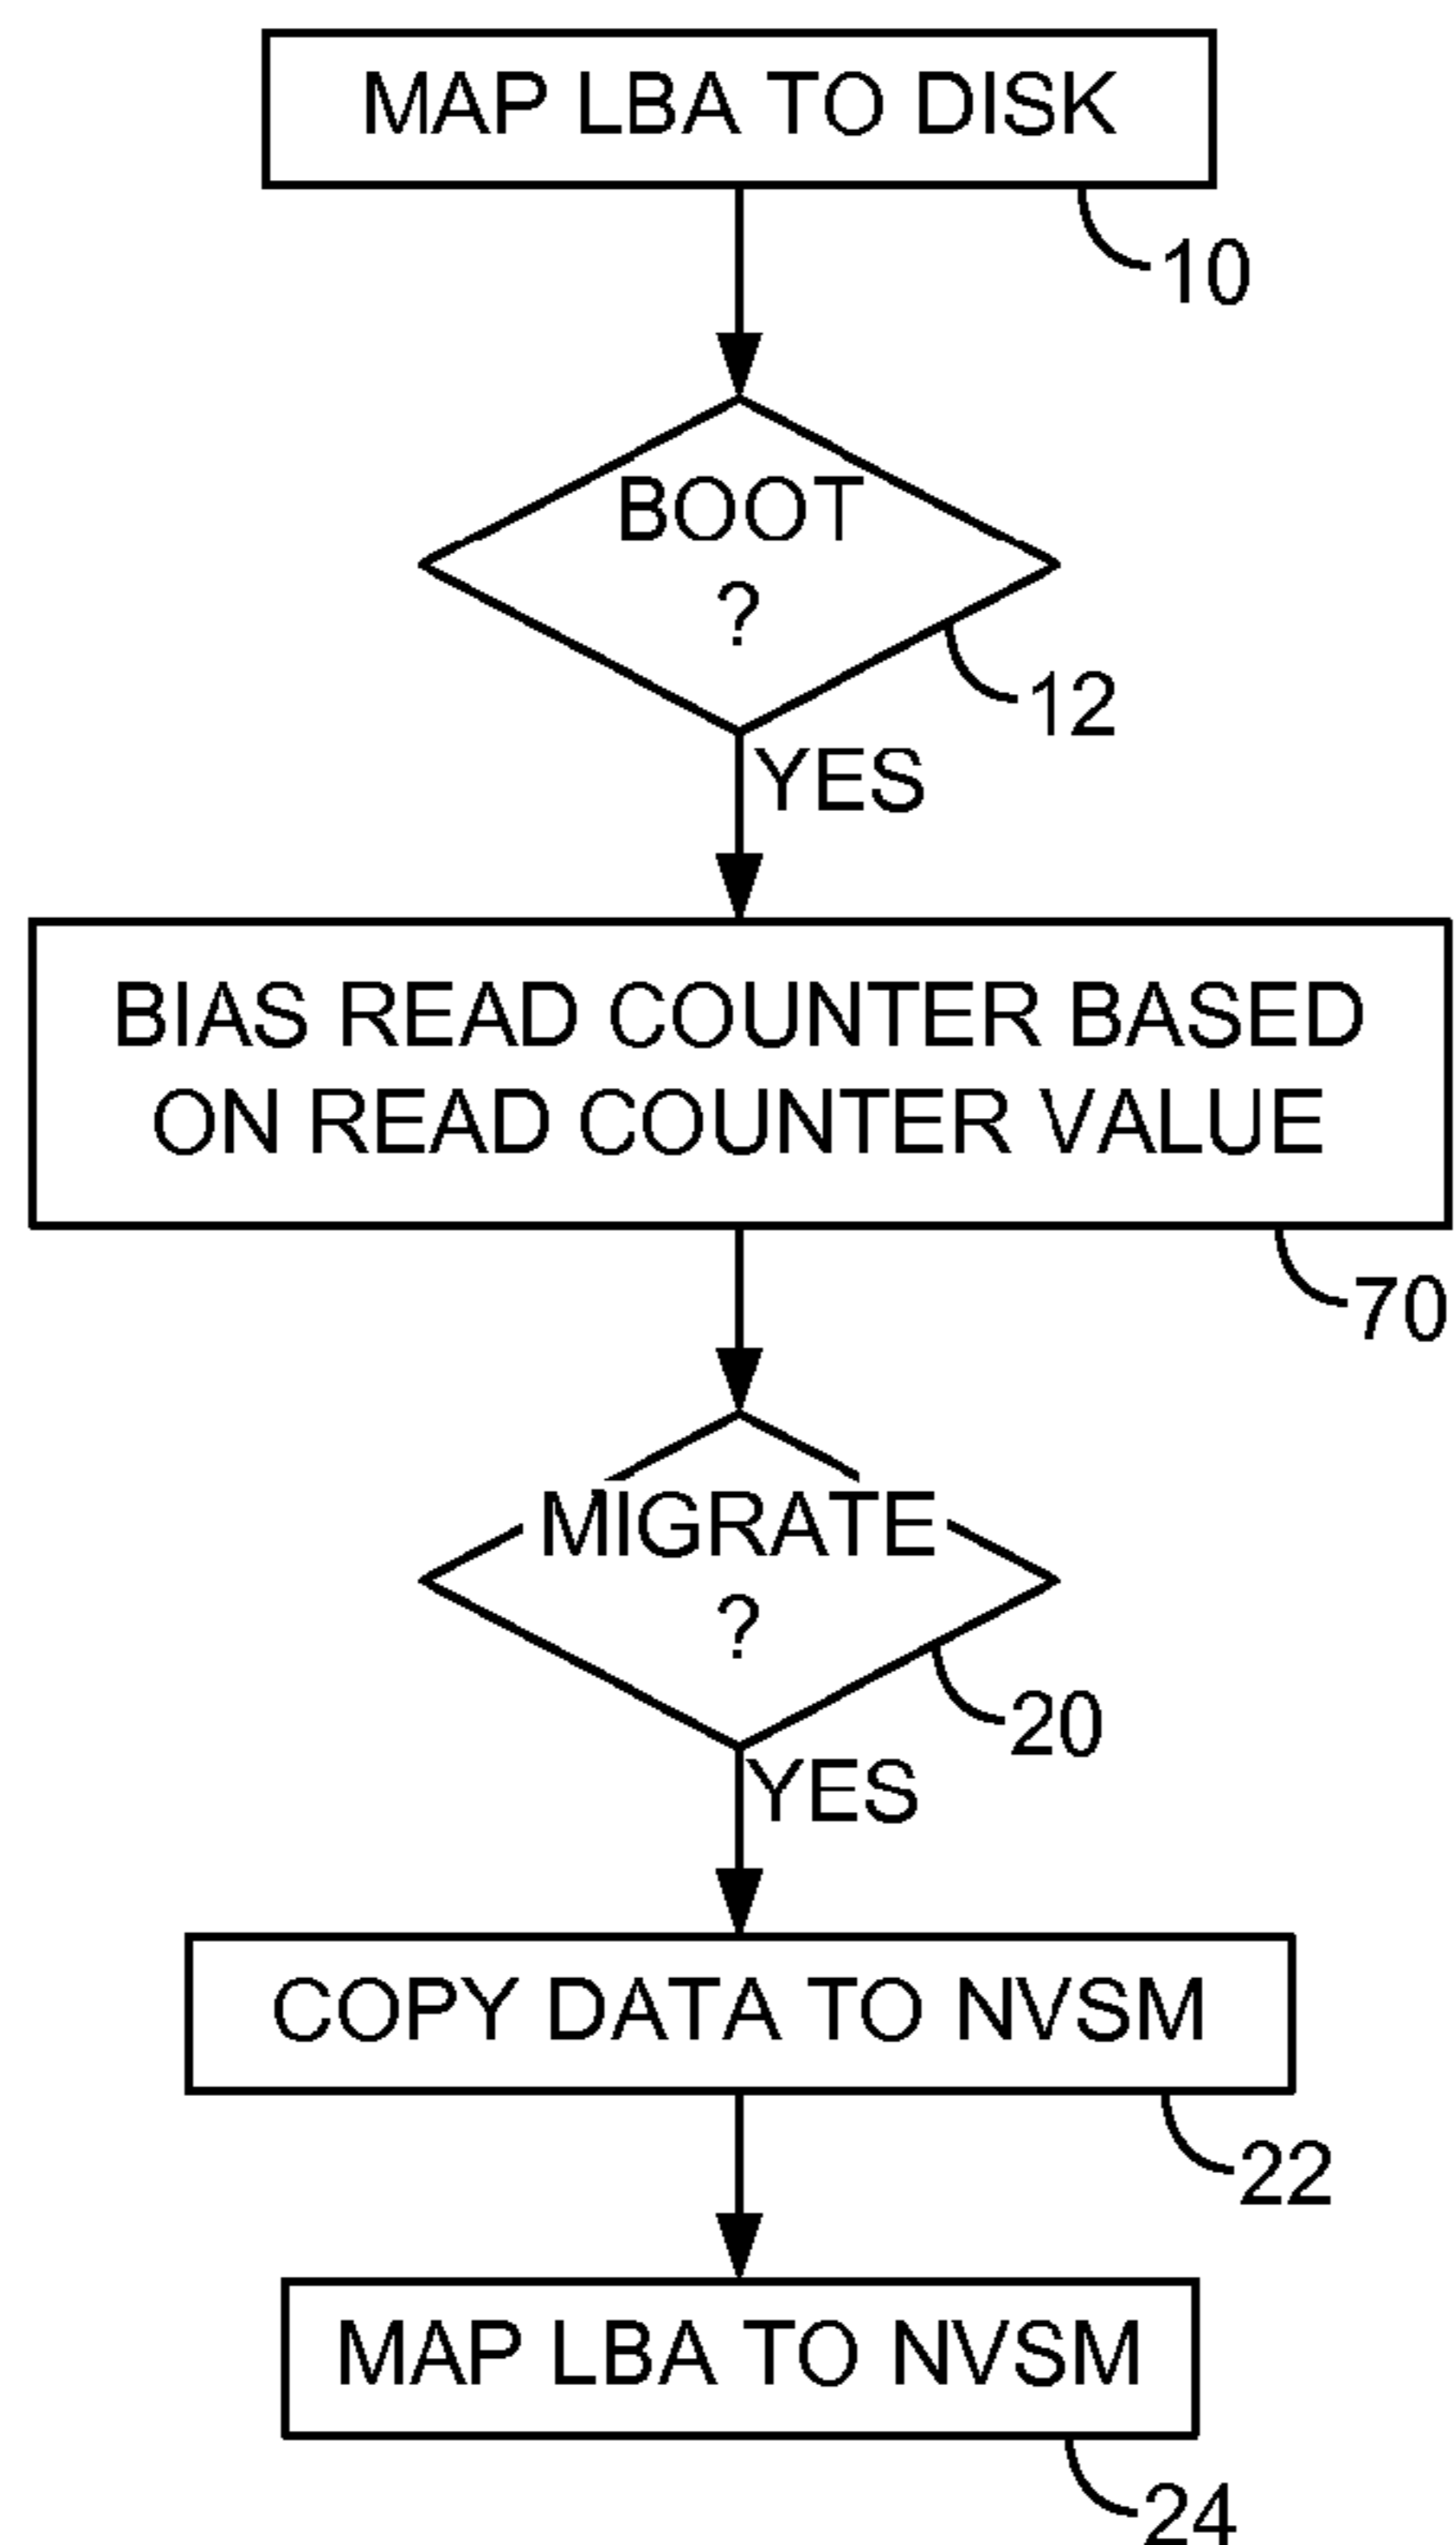 MAP LBA TO DISK
10
BOOT
?
12
YES
BIAS READ COUNTER BASED
ON READ COUNTER VALUE
70
MIGRATE
?
20
YES
COPY DATA TO NVSM
22
MAP LBA TO NVSM
24